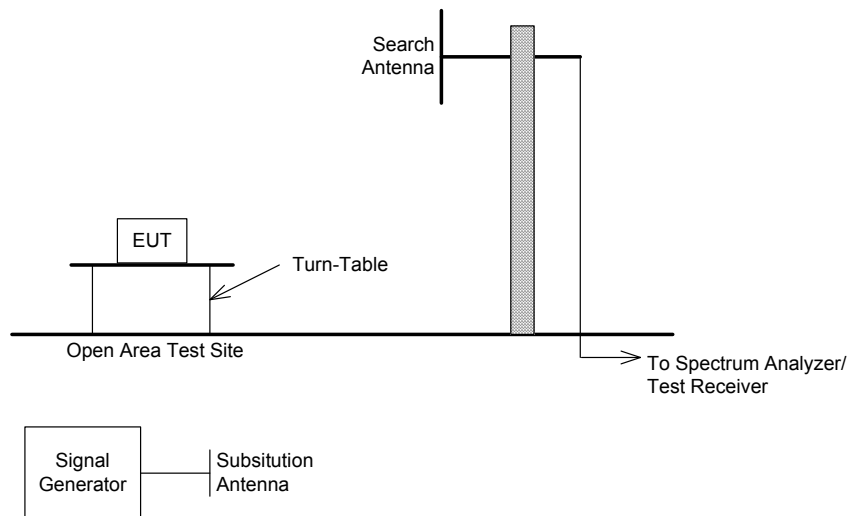 Search
Antenna
EUT
Turn-Table
Open Area Test Site
To Spectrum Analyzer/
Test Receiver
Signal
Generator
Subsitution
Antenna